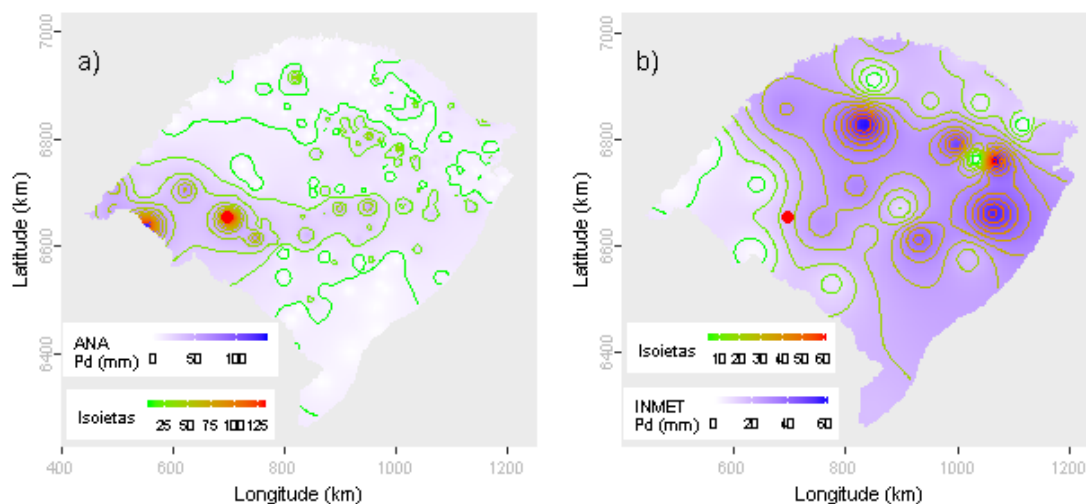 a)
Latitude (km)
7000
6800
6600
6400
ANA
Pd (mm)
0 50 100
Isoietas
25 50 75 100 125
400 600 800 1000 1200
Longitude (km)
b)
Latitude (km)
7000
6800
6600
6400
Isoietas
10 20 30 40 50 60
INMET
Pd (mm)
0 20 40 60
600 800 1000 1200
Longitude (km)